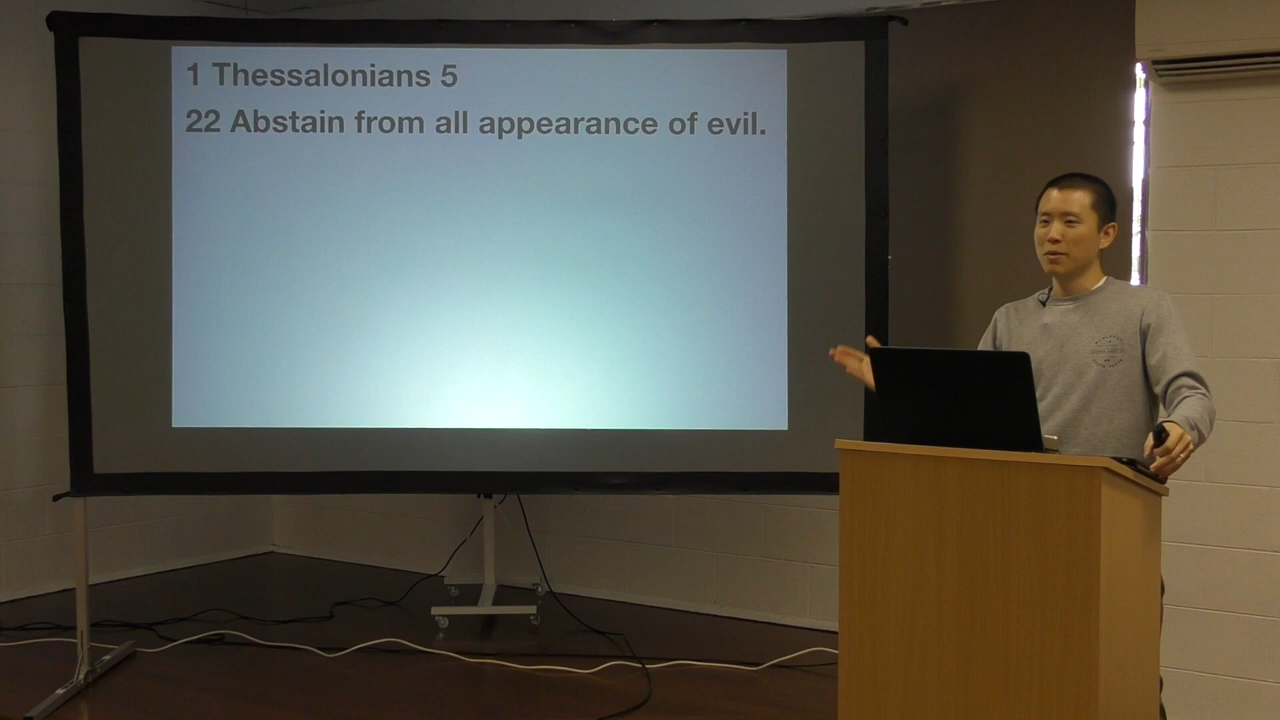 1 Thessalonians 5
22 Abstain from all appearance of evil.